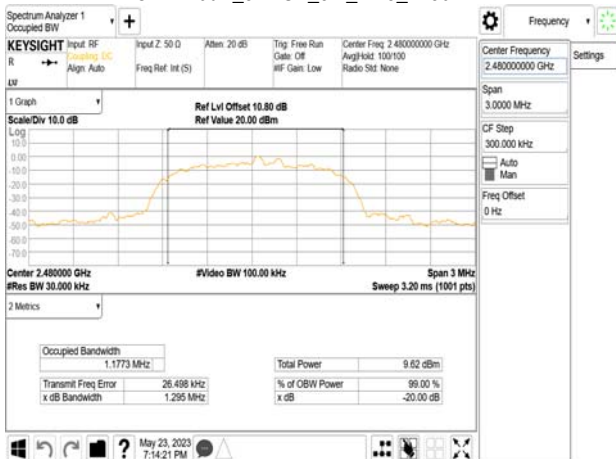 Spectrum Analyzer 1
Occupied BW
+
Frequency
KEYSIGHT
R
LXI
Input: RF
Coupling: DC
Align: Auto
Input Z: 50 Ω
Freq Ref: Int (S)
Atten: 20 dB
Trig: Free Run
Gate: Off
#IF Gain: Low
Center Freq: 2.480000000 GHz
Avg|Hold: 100/100
Radio Std: None
Center Frequency
2.480000000 GHz
Settings
Span
3.0000 MHz
CF Step
300.000 kHz
Auto
Man
Freq Offset
0 Hz
1 Graph
Scale/Div 10.0 dB
Ref Lvl Offset 10.80 dB
Ref Value 20.00 dBm
Log
10.0
0.00
-10.0
-20.0
-30.0
-40.0
-50.0
-60.0
-70.0
Center 2.480000 GHz
#Video BW 100.00 kHz
Span 3 MHz
#Res BW 30.000 kHz
Sweep 3.20 ms (1001 pts)
2 Metrics
Occupied Bandwidth
1.1773 MHz
Total Power 9.62 dBm
Transmit Freq Error 26.498 kHz
% of OBW Power 99.00 %
x dB Bandwidth 1.295 MHz
x dB -20.00 dB
?
May 23, 2023
7:14:21 PM